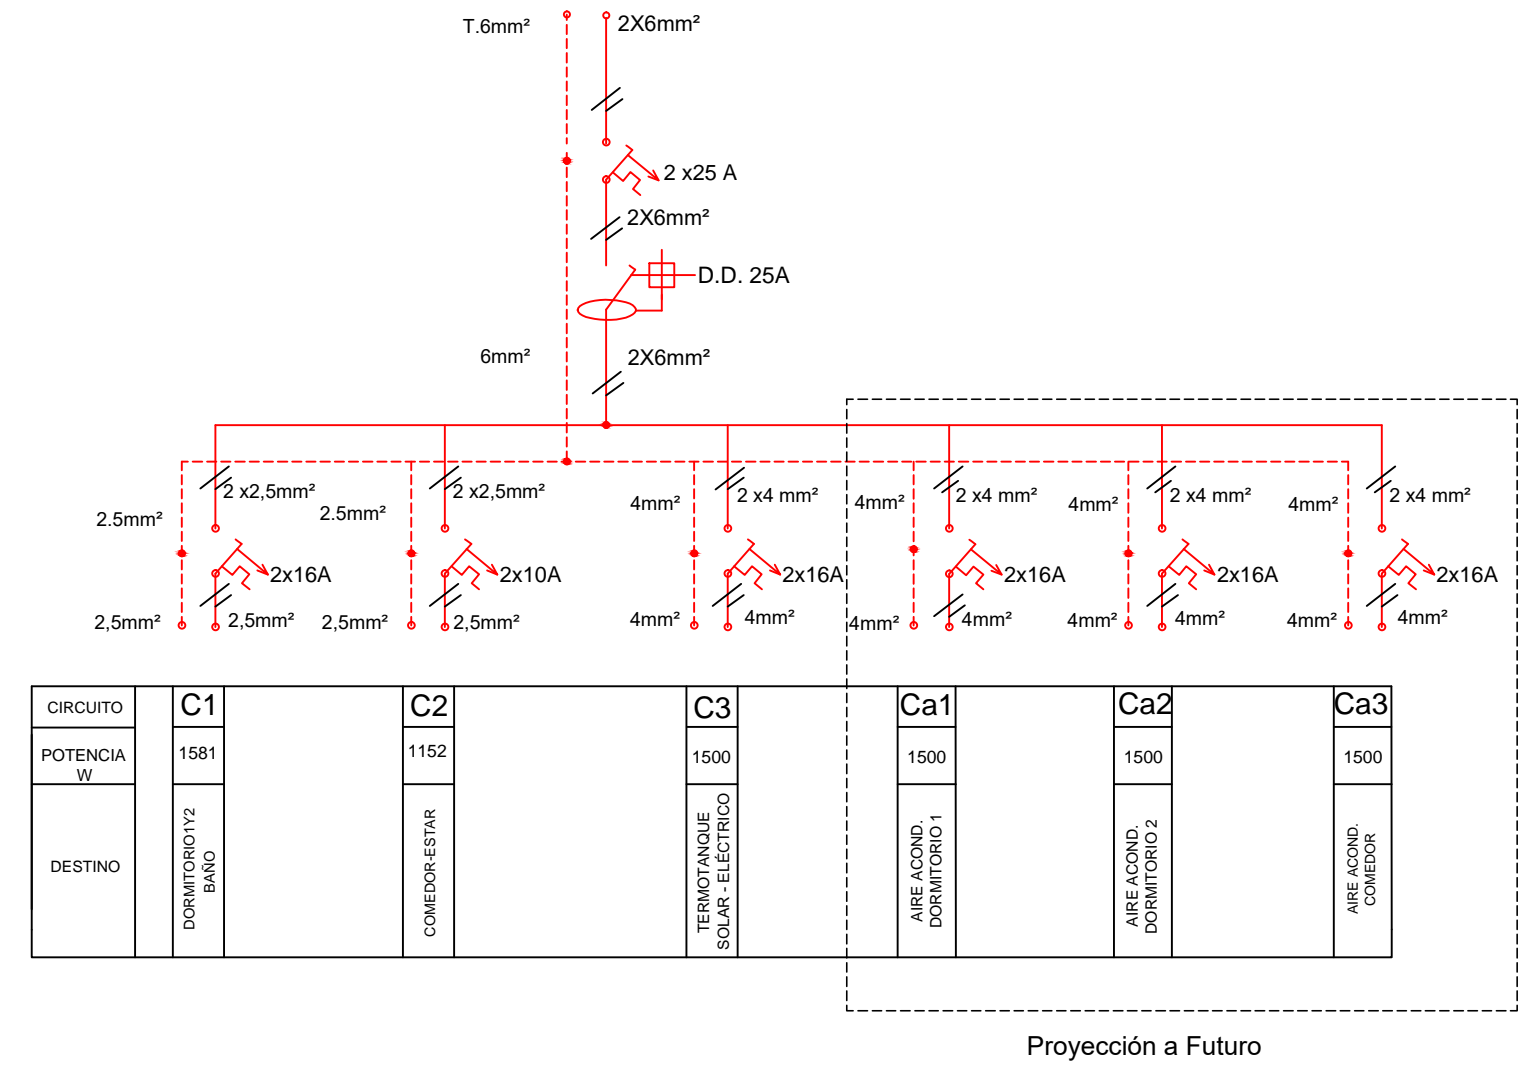 T.6mm²
2X6mm²
2 x25 A
2X6mm²
D.D. 25A
6mm²
2X6mm²
2 x2,5mm²
2 x2,5mm²
2 x4 mm²
2 x4 mm²
2 x4 mm²
2 x4 mm²
2.5mm²
2.5mm²
4mm²
4mm²
4mm²
4mm²
2x16A
2x10A
2x16A
2x16A
2x16A
2x16A
2,5mm²
2,5mm²
2,5mm²
2,5mm²
4mm²
4mm²
4mm²
4mm²
4mm²
4mm²
4mm²
4mm²
CIRCUITO
C1
C2
C3
Ca1
Ca2
Ca3
POTENCIA
W
1581
1152
1500
1500
1500
1500
DESTINO
DORMITORIO1Y2
BAÑO
COMEDOR-ESTAR
TERMOTANQUE
SOLAR - ELÉCTRICO
AIRE ACOND.
DORMITORIO 1
AIRE ACOND.
DORMITORIO 2
AIRE ACOND.
COMEDOR
Proyección a Futuro